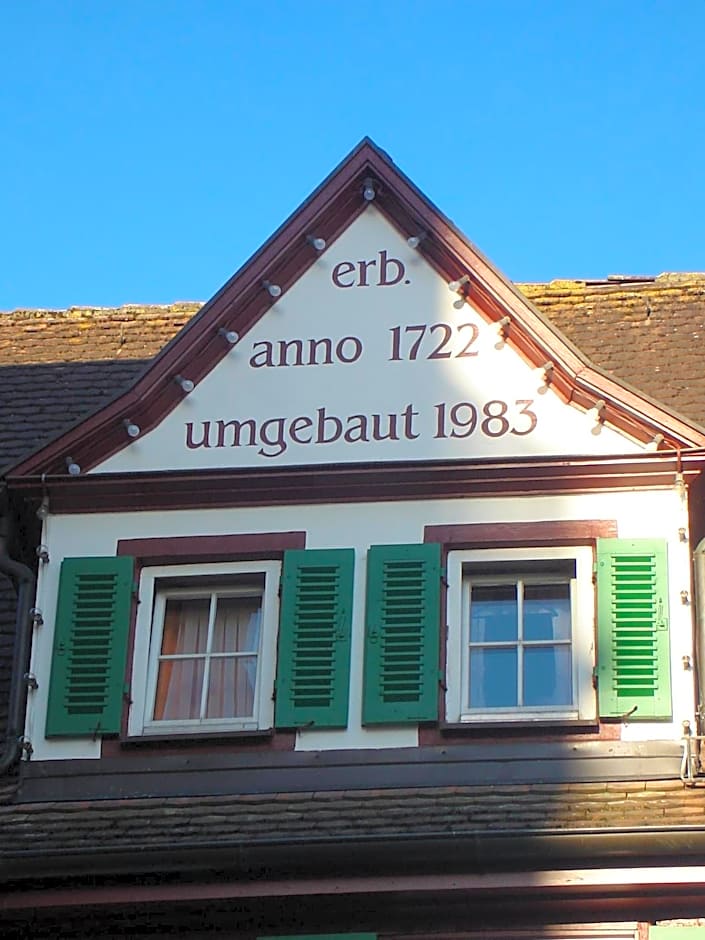 erb.
anno 1722
umgebaut 1983